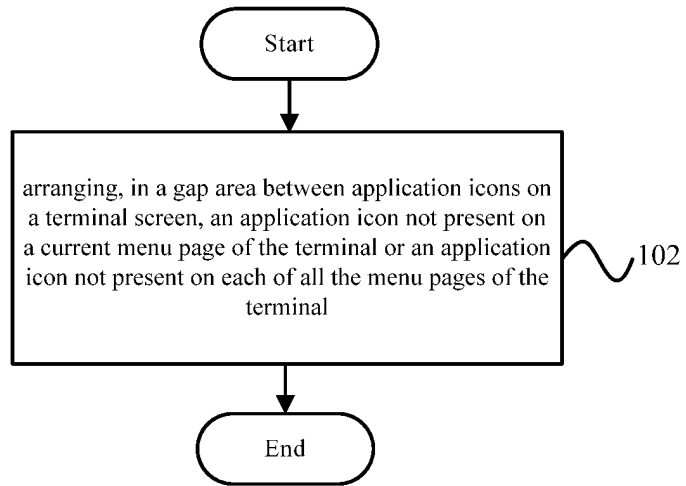 Start
arranging, in a gap area between application icons on
a terminal screen, an application icon not present on
a current menu page of the terminal or an application
icon not present on each of all the menu pages of the
terminal
102
End